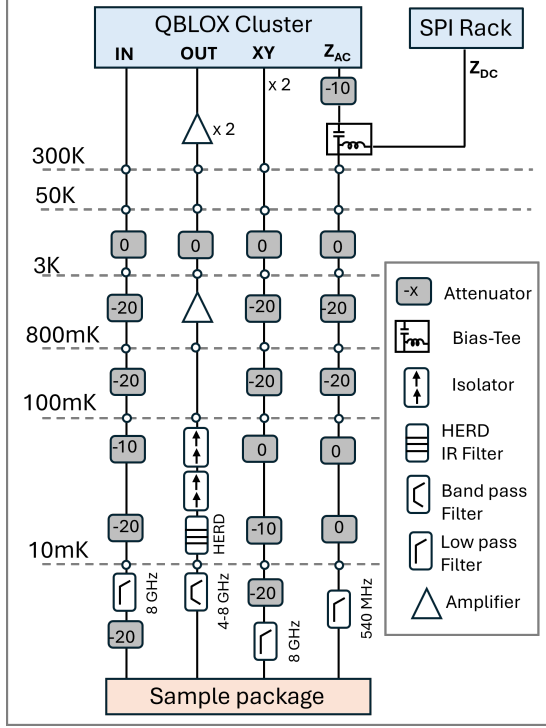 QBLOX Cluster
IN OUT XY Z_AC
SPI Rack
Z_DC
x 2
-10
x 2
300K
50K
0 0 0 0
3K
-20 -20 -20
800mK
-20 -20 -20
100mK
-10 0 0
-20 HERD -10 0
10mK
8 GHz
4-8 GHz
-20
540 MHz
-20
8 GHz
Sample package
-x Attenuator
Bias-Tee
Isolator
HERD
IR Filter
Band pass
Filter
Low pass
Filter
Amplifier